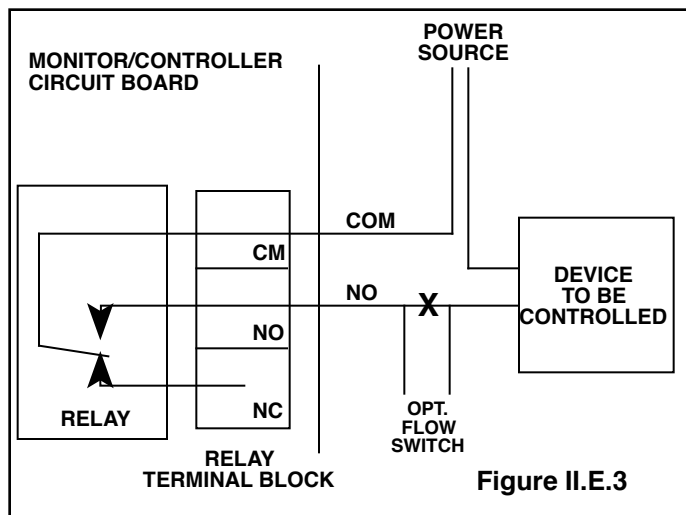 POWER
SOURCE
MONITOR/CONTROLLER
CIRCUIT BOARD
COM
CM
NO
X
DEVICE
TO BE
CONTROLLED
NO
NC
RELAY
OPT.
FLOW
SWITCH
RELAY
TERMINAL BLOCK
Figure II.E.3